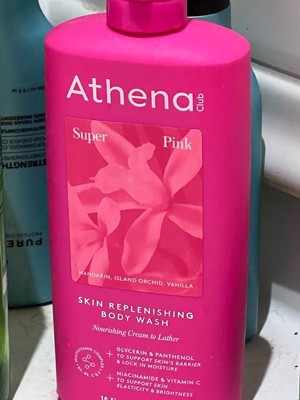 Athena
Club
Super Pink
MANDARIN, ISLAND ORCHID, VANILLA
SKIN REPLENISHING
BODY WASH
Nourishing Cream to Lather
+ GLYCERIN & PANTHENOL
TO SUPPORT SKIN'S BARRIER
& LOCK IN MOISTURE
+ NIACINAMIDE & VITAMIN C
TO SUPPORT SKIN
ELASTICITY & BRIGHTNESS
STRENGTH
PURE